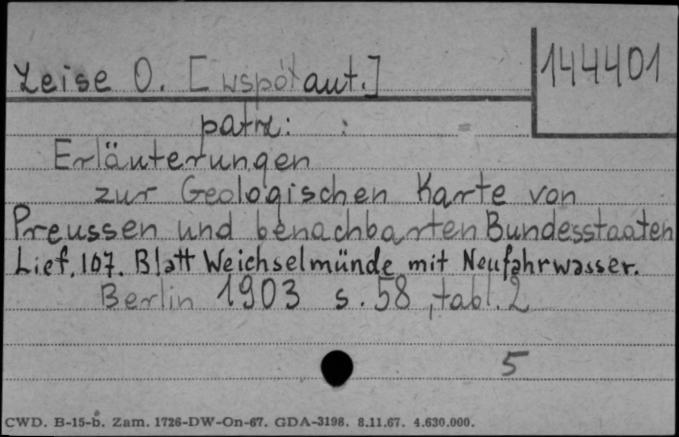 Zeise O. [współaut.]
144401
patrz:
Erläuterungen
zur Geologischen Karte von
Preussen und benachbarten Bundesstaaten
Lief. 107. Blatt Weichselmünde mit Neufahrwasser.
Berlin 1903 s. 58, tabl. 2
5
CWD. B-15-b. Zam. 1726-DW-On-67. GDA-3198. 8.11.67. 4.630.000.